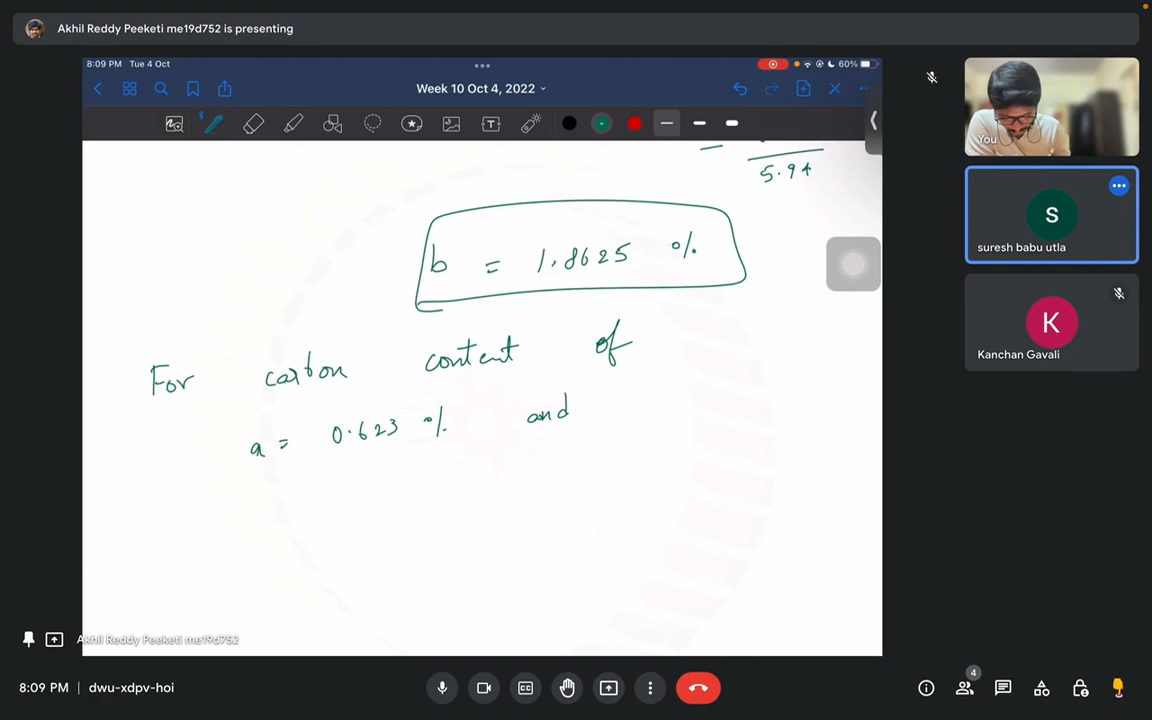 Akhil Reddy Peeketi me19d752 is presenting
8:09 PM Tue 4 Oct
60%
Week 10 Oct 4, 2022
T
5.94
b = 1.8625 %
For carbon content of
a = 0.623 % and
You
S
suresh babu utla
K
Kanchan Gavali
Akhil Reddy Peeketi me19d752
8:09 PM | dwu-xdpv-hoi
CC
4